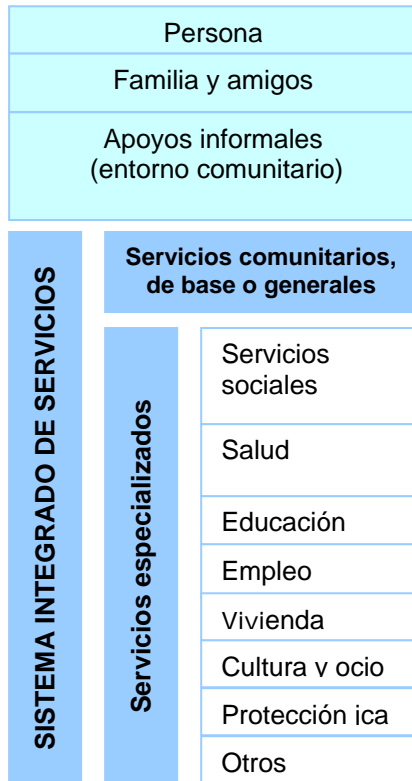 Persona
Familia y amigos
Apoyos informales
(entorno comunitario)
SISTEMA INTEGRADO DE SERVICIOS
Servicios comunitarios,
de base o generales
Servicios especializados
Servicios
sociales
Salud
Educación
Empleo
Vivienda
Cultura y ocio
Protección ica
Otros